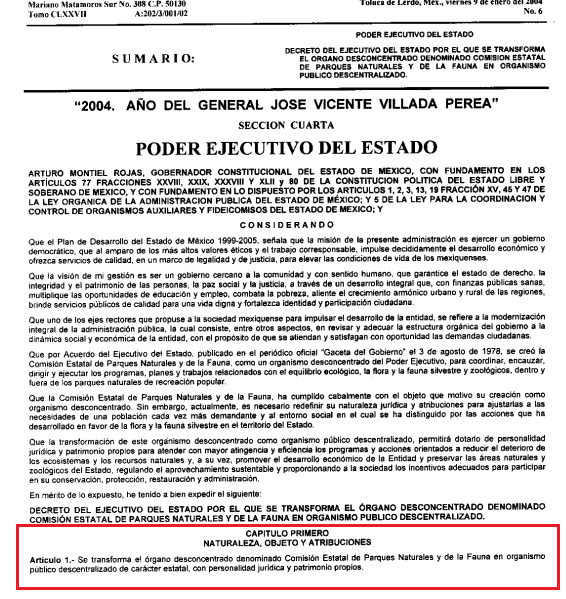 Mariano Matamoros Sur No. 308 C.P. 50130
Tomo CLXXVII A:202/3/001/02
Toluca de Lerdo, Méx., viernes 9 de enero del 2004
No. 6
PODER EJECUTIVO DEL ESTADO
SUMARIO:
DECRETO DEL EJECUTIVO DEL ESTADO POR EL QUE SE TRANSFORMA
EL ORGANO DESCONCENTRADO DENOMINADO COMISION ESTATAL
DE PARQUES NATURALES Y DE LA FAUNA EN ORGANISMO
PUBLICO DESCENTRALIZADO.
"2004. AÑO DEL GENERAL JOSE VICENTE VILLADA PEREA"
SECCION CUARTA
PODER EJECUTIVO DEL ESTADO
ARTURO MONTIEL ROJAS, GOBERNADOR CONSTITUCIONAL DEL ESTADO DE MEXICO, CON FUNDAMENTO EN LOS
ARTÍCULOS 77 FRACCIONES XXVIII, XXIX, XXXVIII Y XLII y 80 DE LA CONSTITUCION POLITICA DEL ESTADO LIBRE Y
SOBERANO DE MEXICO, Y CON FUNDAMENTO EN LO DISPUESTO POR LOS ARTICULOS 1, 2, 3, 13, 19 FRACCIÓN XV, 45 Y 47 DE
LA LEY ORGANICA DE LA ADMINISTRACION PUBLICA DEL ESTADO DE MÉXICO; Y 5 DE LA LEY PARA LA COORDINACION Y
CONTROL DE ORGANISMOS AUXILIARES Y FIDEICOMISOS DEL ESTADO DE MEXICO; Y
CONSIDERANDO
Que el Plan de Desarrollo del Estado de México 1999-2005, señala que la misión de la presente administración es ejercer un gobierno
democrático, que al amparo de los más altos valores éticos y el trabajo corresponsable, impulse decididamente el desarrollo económico y
ofrezca servicios de calidad, en un marco de legalidad y de justicia, para elevar las condiciones de vida de los mexiquenses.
Que la visión de mi gestión es ser un gobierno cercano a la comunidad y con sentido humano, que garantice el estado de derecho, la
integridad y el patrimonio de las personas, la paz social y la justicia, a través de un desarrollo integral que, con finanzas públicas sanas,
multiplique las oportunidades de educación y empleo, combata la pobreza, aliente el crecimiento armónico urbano y rural de las regiones,
brinde servicios públicos de calidad para una vida digna y fortalezca identidad y participación ciudadana.
Que uno de los ejes rectores que propuse a la sociedad mexiquense para impulsar el desarrollo de la entidad, se refiere a la modernización
integral de la administración pública, la cual consiste, entre otros aspectos, en revisar y adecuar la estructura orgánica del gobierno a la
dinámica social y económica de la entidad, con el propósito de que se atiendan y satisfagan con oportunidad las demandas ciudadanas.
Que por Acuerdo del Ejecutivo del Estado, publicado en el periódico oficial "Gaceta del Gobierno" el 3 de agosto de 1978, se creó la
Comisión Estatal de Parques Naturales y de la Fauna, como un organismo desconcentrado del Poder Ejecutivo, para coordinar, encauzar,
dirigir y ejecutar los programas, planes y trabajos relacionados con el equilibrio ecológico, la flora y la fauna silvestre y zoológicos, dentro y
fuera de los parques naturales de recreación popular.
Que la Comisión Estatal de Parques Naturales y de la Fauna, ha cumplido cabalmente con el objeto que motivo su creación como
organismo desconcentrado. Sin embargo, actualmente, es necesario redefinir su naturaleza jurídica y atribuciones para ajustarlas a las
necesidades de una población cada vez más demandante y al entorno social en el cual se ha distinguido por las acciones que ha
desarrollado en favor de la flora y la fauna silvestre en el territorio del Estado.
Que la transformación de este organismo desconcentrado como organismo público descentralizado, permitirá dotarlo de personalidad
jurídica y patrimonio propios para atender con mayor atingencia y eficiencia los programas y acciones orientados a reducir el deterioro de
los ecosistemas y los recursos naturales y, a su vez, promover el desarrollo económico de la Entidad y preservar las áreas naturales y
zoológicos del Estado, regulando el aprovechamiento sustentable y proporcionando a la sociedad los incentivos adecuados para participar
en su conservación, protección, restauración y administración.
En mérito de lo expuesto, he tenido a bien expedir el siguiente:
DECRETO DEL EJECUTIVO DEL ESTADO POR EL QUE SE TRANSFORMA EL ÓRGANO DESCONCENTRADO DENOMINADO
COMISIÓN ESTATAL DE PARQUES NATURALES Y DE LA FAUNA EN ORGANISMO PUBLICO DESCENTRALIZADO.
CAPITULO PRIMERO
NATURALEZA, OBJETO Y ATRIBUCIONES
Artículo 1.- Se transforma el órgano desconcentrado denominado Comisión Estatal de Parques Naturales y de la Fauna en organismo
público descentralizado de carácter estatal, con personalidad jurídica y patrimonio propios.